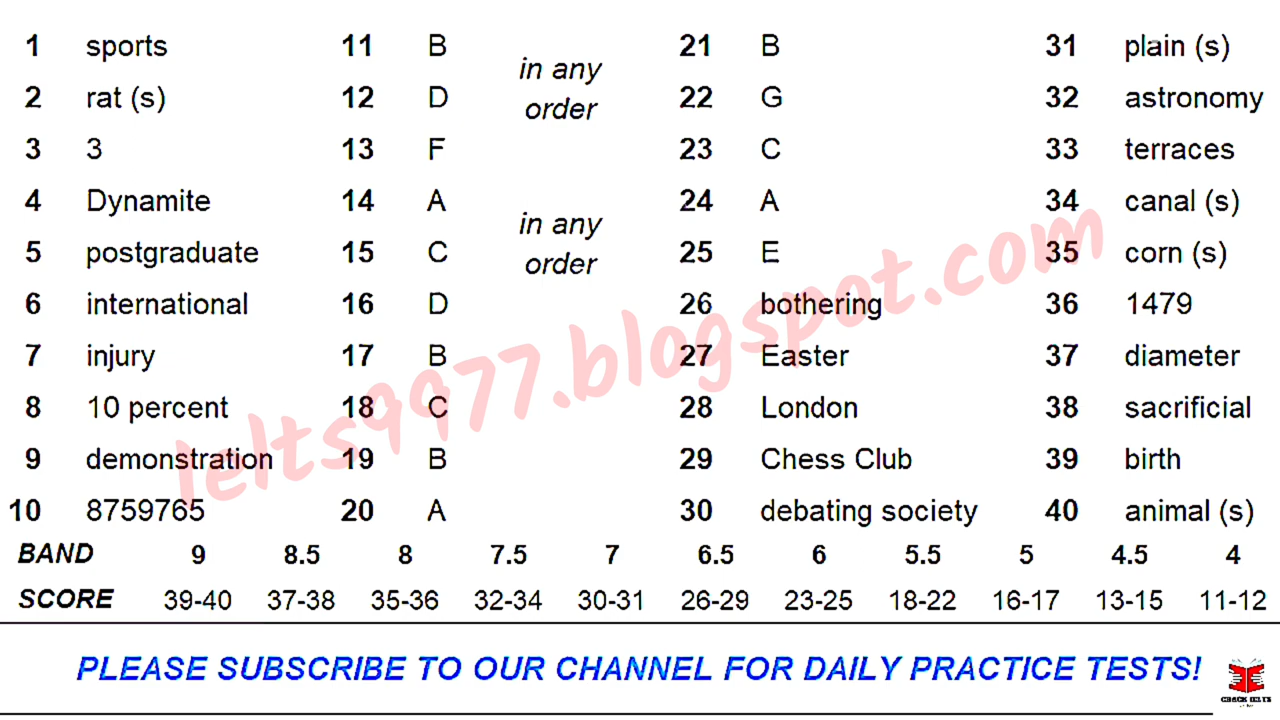 1 sports 11 B in any order 21 B 31 plain (s)
2 rat (s) 12 D 22 G 32 astronomy
3 3 13 F 23 C 33 terraces
4 Dynamite 14 A in any order 24 A 34 canal (s)
5 postgraduate 15 C 25 E 35 corn (s)
6 international 16 D 26 bothering 36 1479
7 injury 17 B 27 Easter 37 diameter
8 10 percent 18 C 28 London 38 sacrificial
9 demonstration 19 B 29 Chess Club 39 birth
10 8759765 20 A 30 debating society 40 animal (s)
BAND 9 8.5 8 7.5 7 6.5 6 5.5 5 4.5 4
SCORE 39-40 37-38 35-36 32-34 30-31 26-29 23-25 18-22 16-17 13-15 11-12
PLEASE SUBSCRIBE TO OUR CHANNEL FOR DAILY PRACTICE TESTS!
Ielts9977.blogspot.com
CRACK IELTS